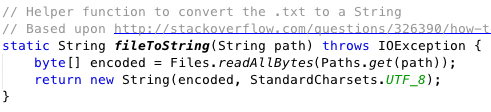 // Helper function to convert the .txt to a String
// Based upon http://stackoverflow.com/questions/326390/how-t
static String fileToString(String path) throws IOException {
    byte[] encoded = Files.readAllBytes(Paths.get(path));
    return new String(encoded, StandardCharsets.UTF_8);
}